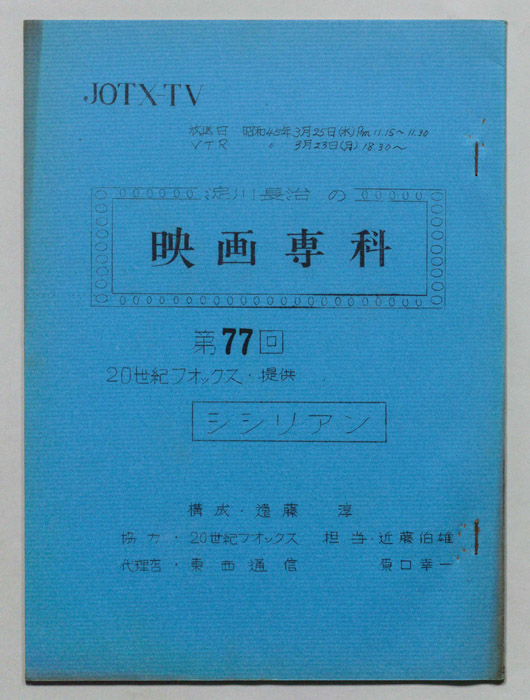 JOTX-TV
放送日 昭和45年3月25日(水)Pm 11.15〜11.30
VTR 〃 3月23日(月)18.30〜
淀川長治の
映画専科
第77回
20世紀フオックス・提供
シシリアン
構成・遠藤 淳
協力・20世紀フオックス 担当・近藤伯雄
代理店・東西通信 原口幸一